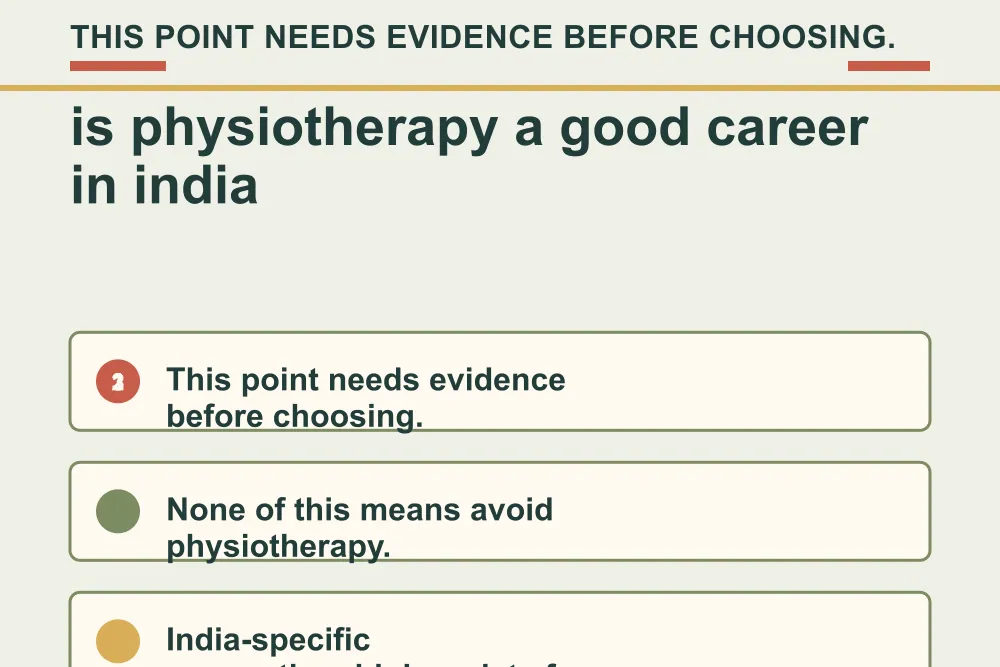 THIS POINT NEEDS EVIDENCE BEFORE CHOOSING.
is physiotherapy a good career
in india
This point needs evidence
before choosing.
None of this means avoid
physiotherapy.
India-specific